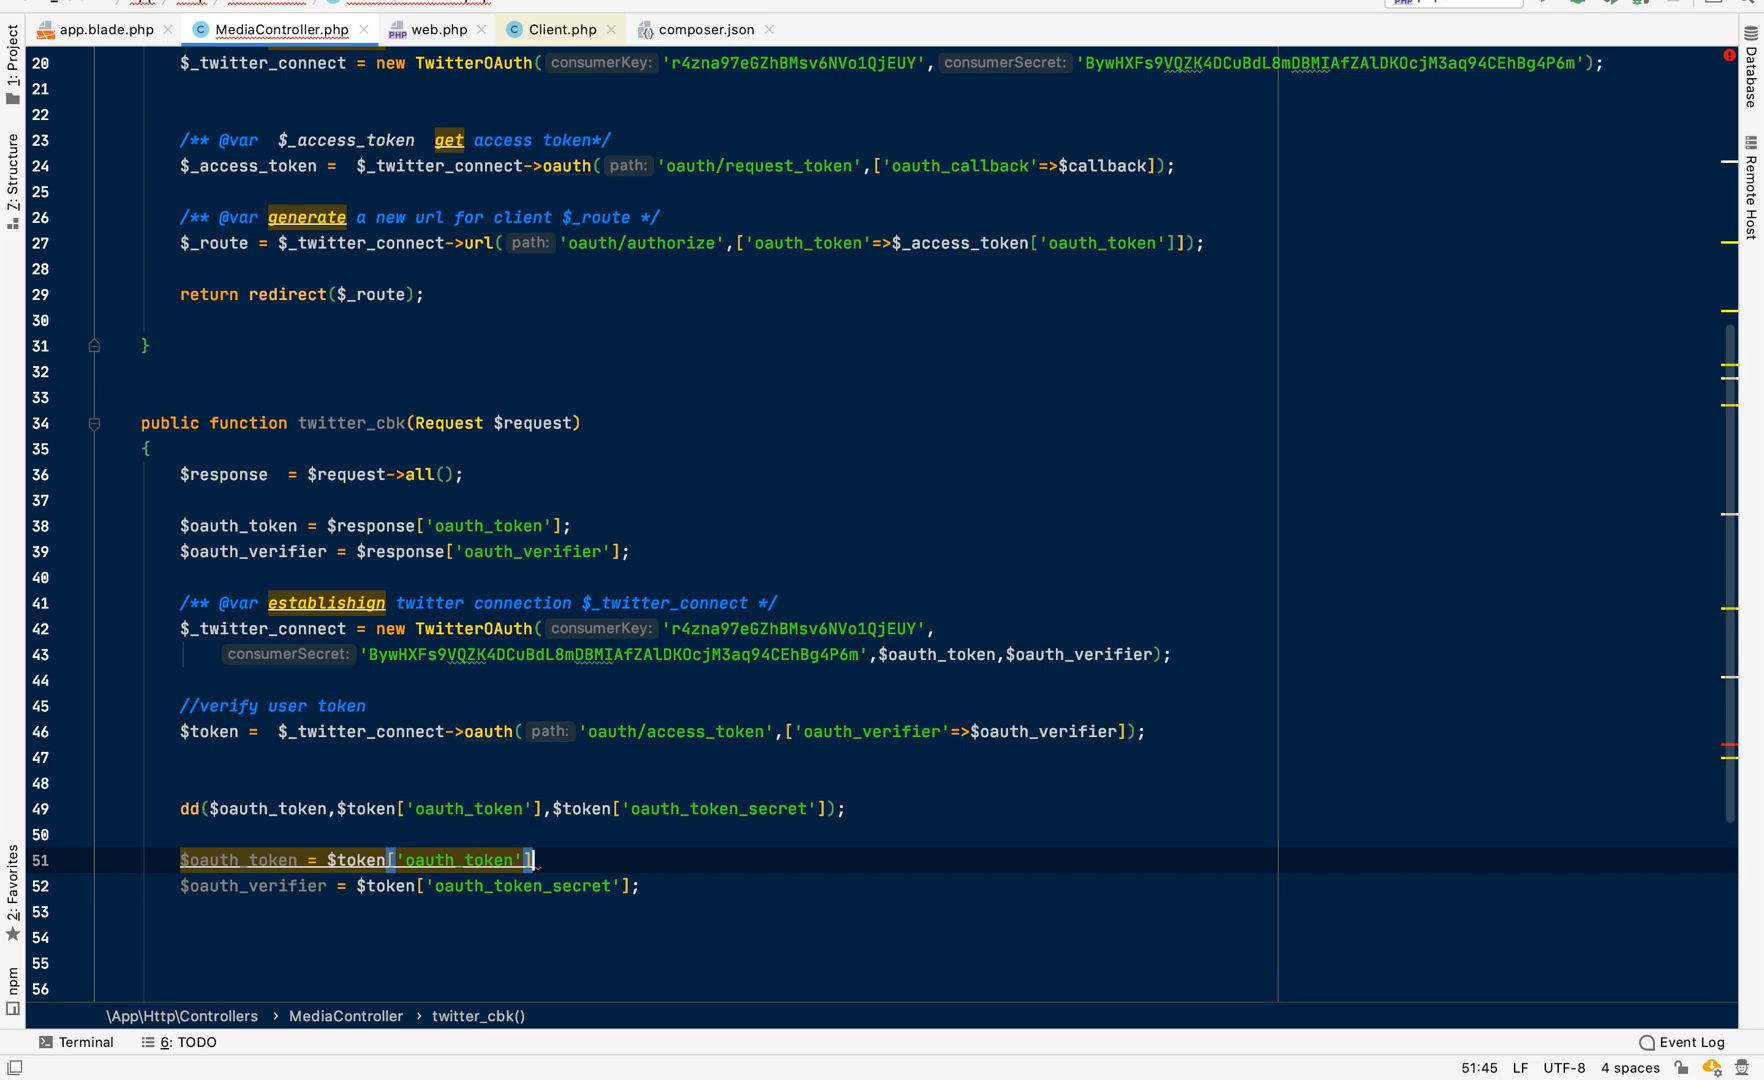 app.blade.php MediaController.php web.php Client.php composer.json
20 $_twitter_connect = new TwitterOAuth( consumerKey: 'r4zna97eGZhBMsv6NVo1QjEUY', consumerSecret: 'BywHXFs9VQZK4DCuBdL8mDBMIAfZAlDKOcjM3aq94CEhBg4P6m');
21
22
23 /** @var $_access_token get access token*/
24 $_access_token = $_twitter_connect->oauth( path: 'oauth/request_token',['oauth_callback'=>$callback]);
25
26 /** @var generate a new url for client $_route */
27 $_route = $_twitter_connect->url( path: 'oauth/authorize',['oauth_token'=>$_access_token['oauth_token']]);
28
29 return redirect($_route);
30
31 }
32
33
34 public function twitter_cbk(Request $request)
35 {
36 $response = $request->all();
37
38 $oauth_token = $response['oauth_token'];
39 $oauth_verifier = $response['oauth_verifier'];
40
41 /** @var establishign twitter connection $_twitter_connect */
42 $_twitter_connect = new TwitterOAuth( consumerKey: 'r4zna97eGZhBMsv6NVo1QjEUY',
43 consumerSecret: 'BywHXFs9VQZK4DCuBdL8mDBMIAfZAlDKOcjM3aq94CEhBg4P6m',$oauth_token,$oauth_verifier);
44
45 //verify user token
46 $token = $_twitter_connect->oauth( path: 'oauth/access_token',['oauth_verifier'=>$oauth_verifier]);
47
48
49 dd($oauth_token,$token['oauth_token'],$token['oauth_token_secret']);
50
51 $oauth_token = $token['oauth_token']
52 $oauth_verifier = $token['oauth_token_secret'];
53
54
55
56
1: Project
7: Structure
2: Favorites
npm
Database
Remote Host
\App\Http\Controllers › MediaController › twitter_cbk()
Terminal 6: TODO Event Log
51:45 LF UTF-8 4 spaces